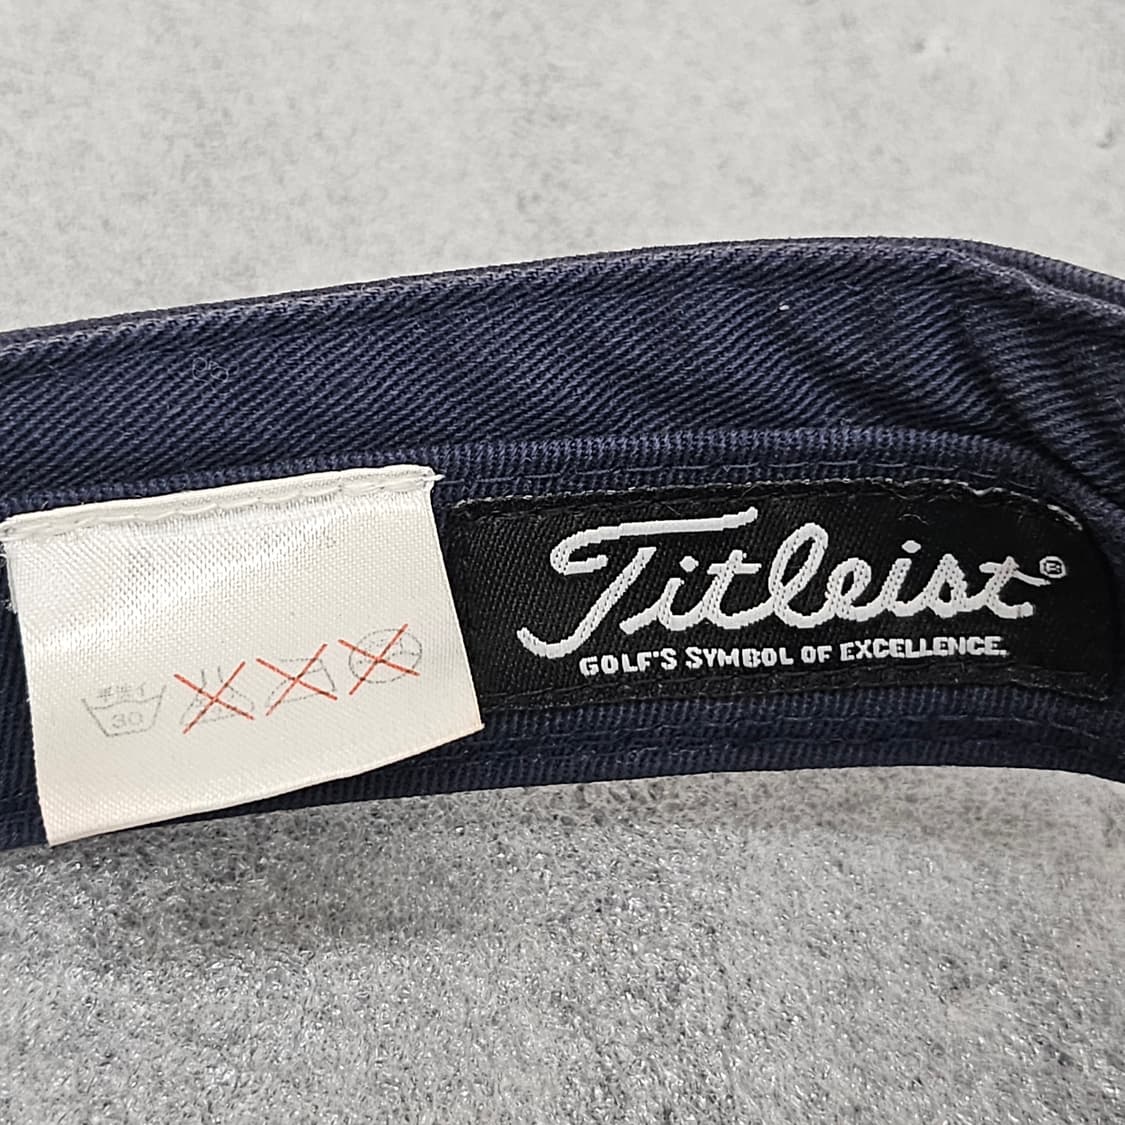 Titleist®
GOLF'S SYMBOL OF EXCELLENCE.
手洗イ
30